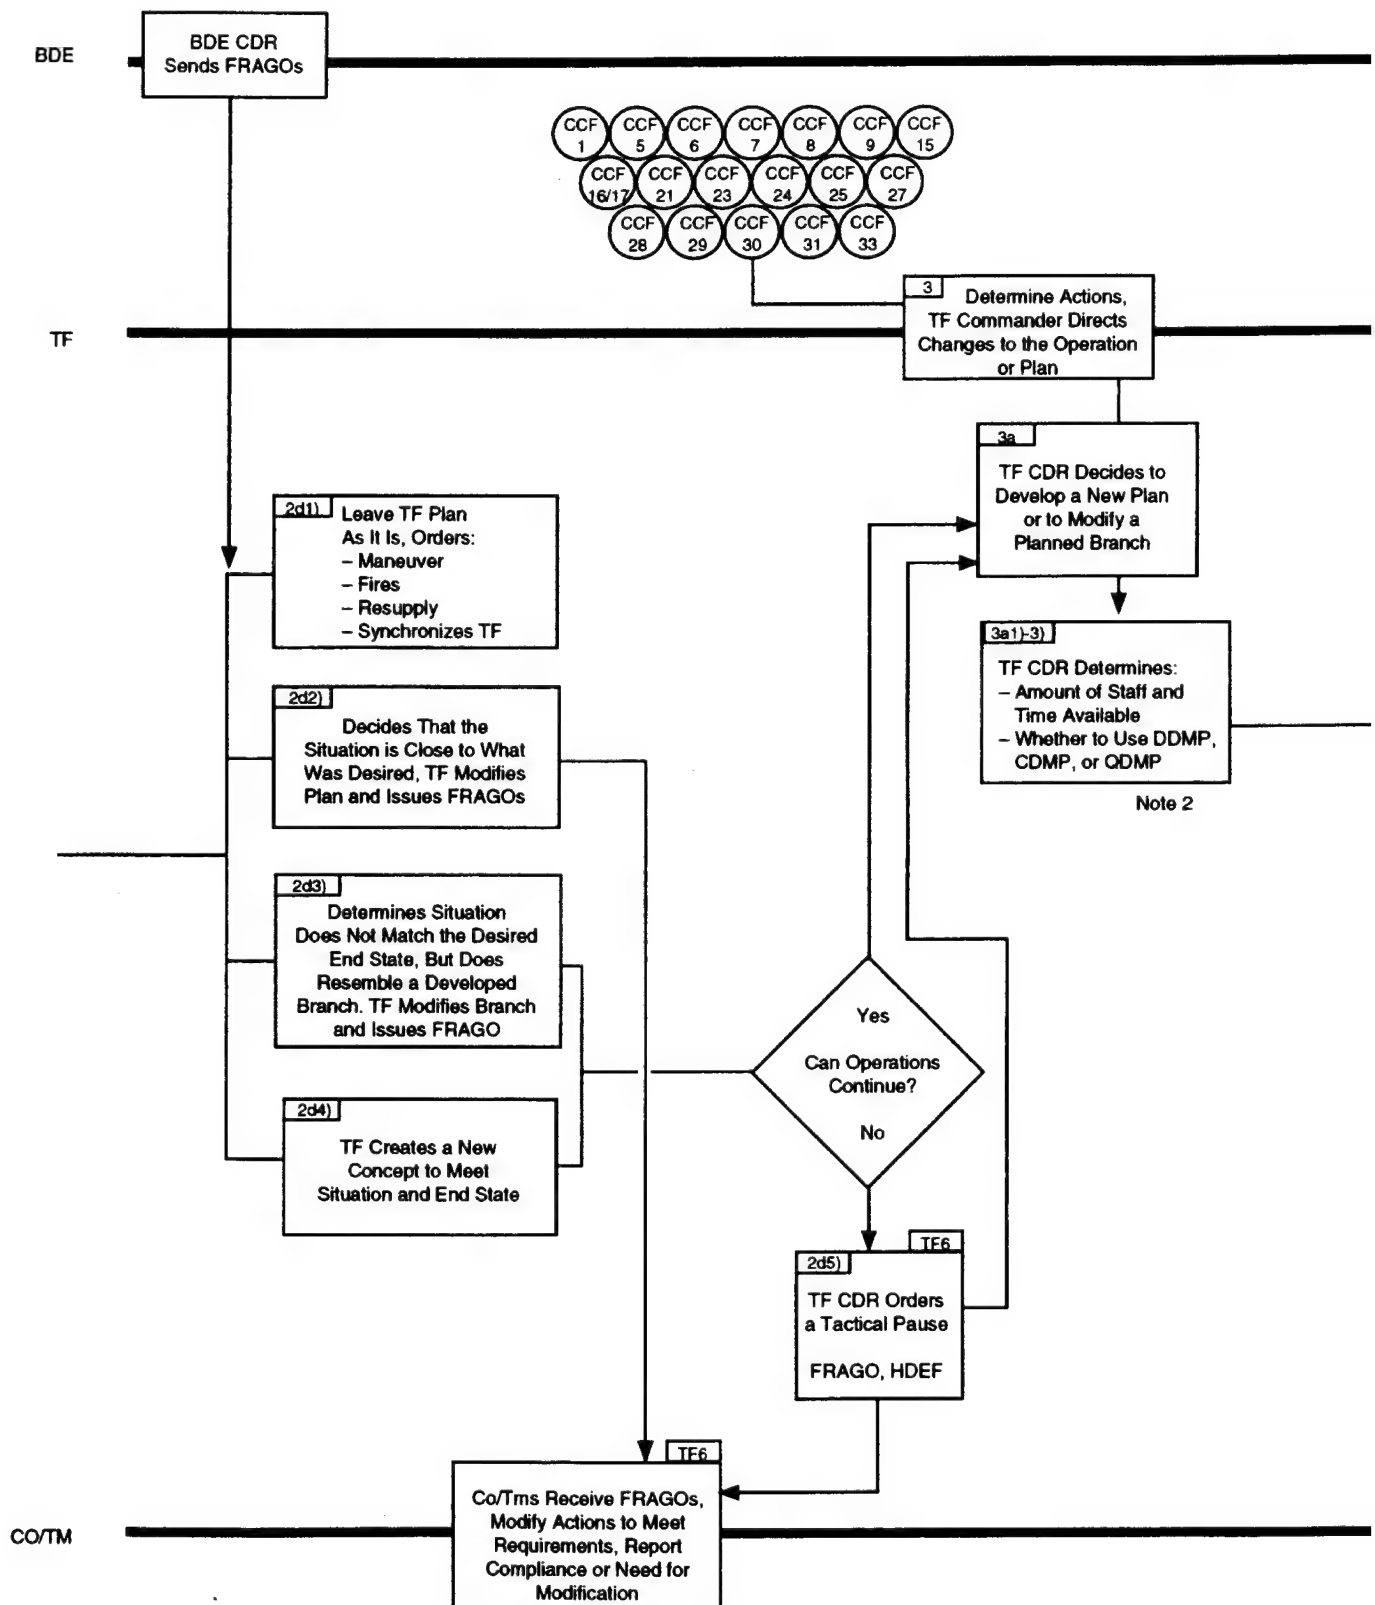 BDE
BDE CDR
Sends FRAGOs
CCF
1
CCF
5
CCF
6
CCF
7
CCF
8
CCF
9
CCF
15
CCF
16/17
CCF
21
CCF
23
CCF
24
CCF
25
CCF
27
CCF
28
CCF
29
CCF
30
CCF
31
CCF
33
TF
3
Determine Actions,
TF Commander Directs
Changes to the Operation
or Plan
3a
TF CDR Decides to
Develop a New Plan
or to Modify a
Planned Branch
2d1)
Leave TF Plan
As It Is, Orders:
– Maneuver
– Fires
– Resupply
– Synchronizes TF
3a1)-3)
TF CDR Determines:
– Amount of Staff and
Time Available
– Whether to Use DDMP,
CDMP, or QDMP
Note 2
2d2)
Decides That the
Situation is Close to What
Was Desired, TF Modifies
Plan and Issues FRAGOs
2d3)
Determines Situation
Does Not Match the Desired
End State, But Does
Resemble a Developed
Branch. TF Modifies Branch
and Issues FRAGO
Yes
Can Operations
Continue?
No
2d4)
TF Creates a New
Concept to Meet
Situation and End State
TF6
2d5)
TF CDR Orders
a Tactical Pause
FRAGO, HDEF
TF6
Co/Tms Receive FRAGOs,
Modify Actions to Meet
Requirements, Report
Compliance or Need for
Modification
CO/TM